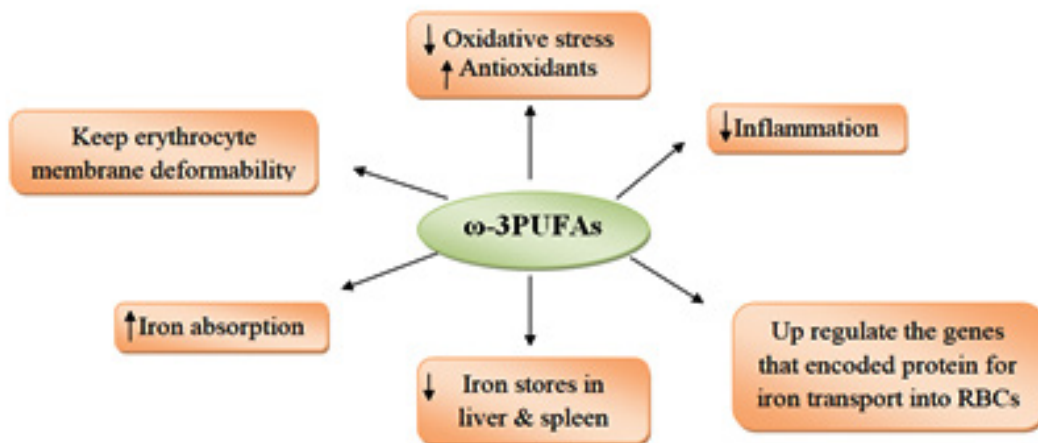 ↓ Oxidative stress
↑ Antioxidants
Keep erythrocyte
membrane deformability
↓Inflammation
ω-3PUFAs
↑Iron absorption
↓ Iron stores in
liver & spleen
Up regulate the genes
that encoded protein for
iron transport into RBCs